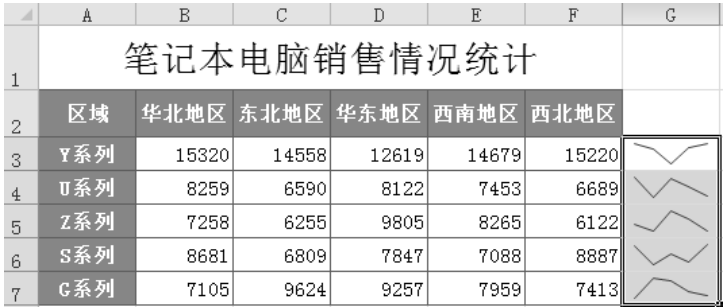 A B C D E F G
1 笔记本电脑销售情况统计
2 区域 华北地区 东北地区 华东地区 西南地区 西北地区
3 Y系列 15320 14558 12619 14679 15220
4 U系列 8259 6590 8122 7453 6689
5 Z系列 7258 6255 9805 8265 6122
6 S系列 8681 6809 7847 7088 8887
7 G系列 7105 9624 9257 7959 7413